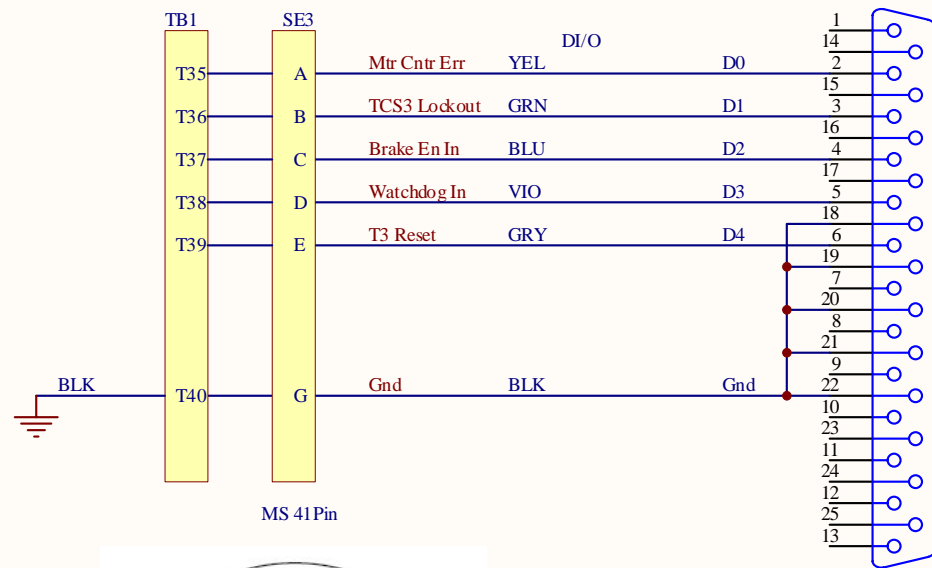 TB1 SE3 1
DI/O 14
T35 A Mtr Cntr Err YEL D0 2
15
T36 B TCS3 Lockout GRN D1 3
16
T37 C Brake En In BLU D2 4
17
T38 D Watchdog In VIO D3 5
18
T39 E T3 Reset GRY D4 6
19
7
20
8
21
9
BLK T40 G Gnd BLK Gnd 22
10
23
11
24
12
MS 41Pin
25
13